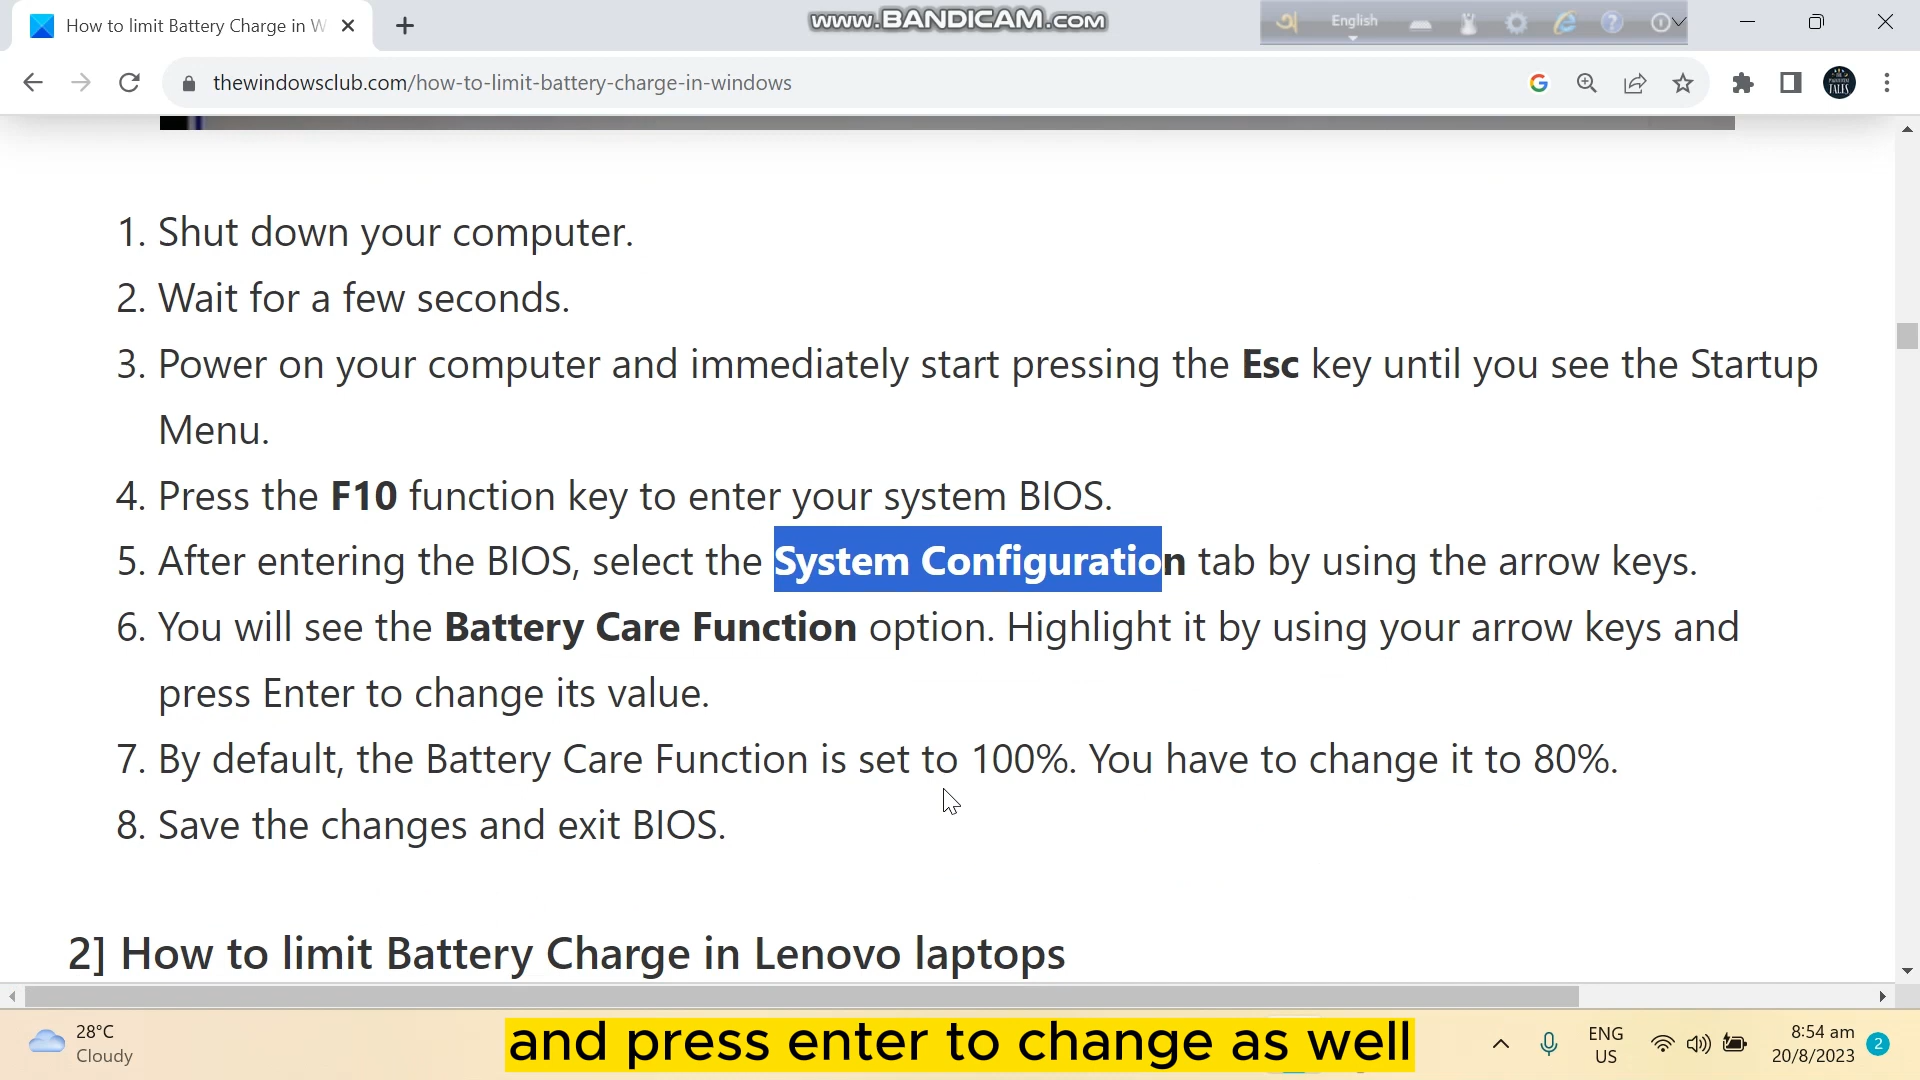 How to limit Battery Charge in W
www.BANDICAM.com
English
thewindowsclub.com/how-to-limit-battery-charge-in-windows
1. Shut down your computer.
2. Wait for a few seconds.
3. Power on your computer and immediately start pressing the Esc key until you see the Startup
Menu.
4. Press the F10 function key to enter your system BIOS.
5. After entering the BIOS, select the System Configuration tab by using the arrow keys.
6. You will see the Battery Care Function option. Highlight it by using your arrow keys and
press Enter to change its value.
7. By default, the Battery Care Function is set to 100%. You have to change it to 80%.
8. Save the changes and exit BIOS.
2] How to limit Battery Charge in Lenovo laptops
28°C
Cloudy
and press enter to change as well
ENG
US
8:54 am
20/8/2023
2